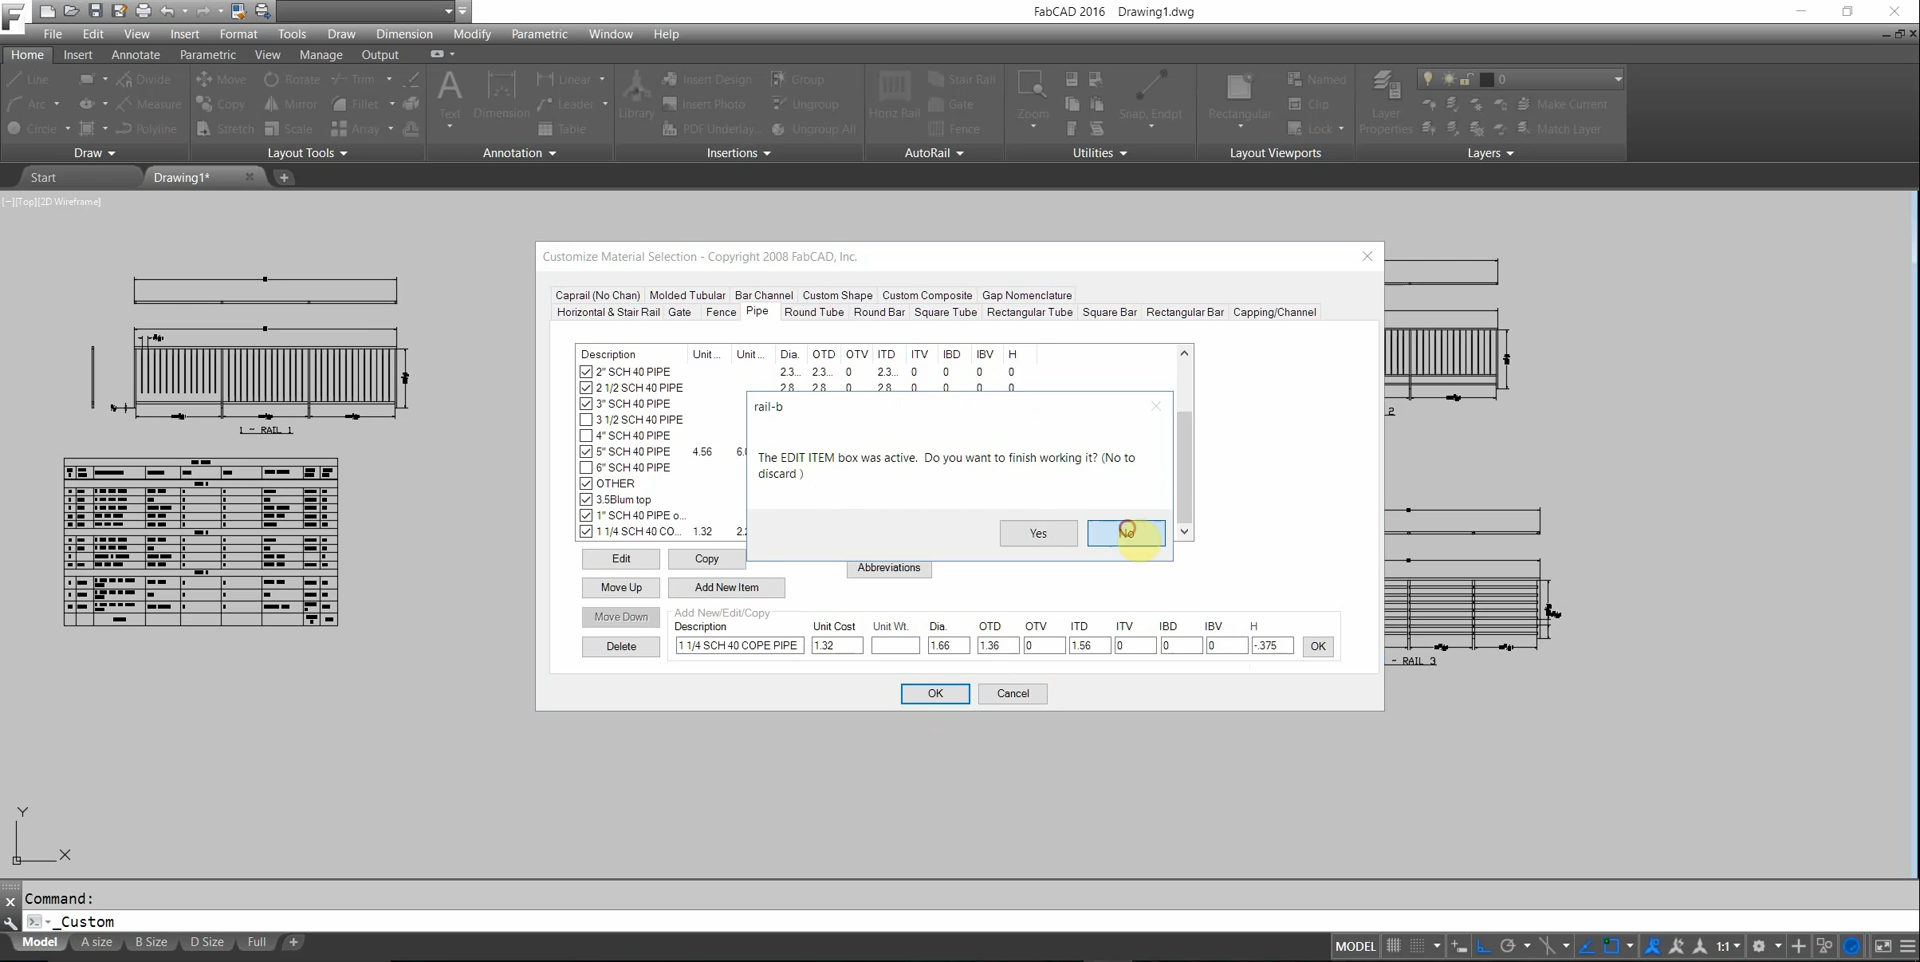 FabCAD 2016 Drawing1.dwg
File Edit View Insert Format Tools Draw Dimension Modify Parametric Window Help
Home Insert Annotate Parametric View Manage Output
Line Divide Move Rotate Trim Linear Insert Design Group Stair Rail Named 0
Arc Measure Copy Mirror Fillet Leader Insert Photo Ungroup Gate Clip Make Current
Circle Polyline Stretch Scale Array Text Dimension Table Library PDF Underlay... Ungroup All Honz Rail Fence Zoom Snap, Endpt Rectangular Lock Layer Properties Match Layer
Draw Layout Tools Annotation Insertions AutoRail Utilities Layout Viewports Layers
Start Drawing1*
[−][Top][2D Wireframe]
Customize Material Selection - Copyright 2008 FabCAD, Inc.
Caprail (No Chan) Molded Tubular Bar Channel Custom Shape Custom Composite Gap Nomenclature
Horizontal & Stair Rail Gate Fence Pipe Round Tube Round Bar Square Tube Rectangular Tube Square Bar Rectangular Bar Capping/Channel
Description Unit... Unit... Dia. OTD OTV ITD ITV IBD IBV H
2" SCH 40 PIPE 2.3... 2.3... 0 2.3... 0 0 0 0
2 1/2 SCH 40 PIPE 2.8 2.8 0 2.8 0 0 0 0
3" SCH 40 PIPE
3 1/2 SCH 40 PIPE
4" SCH 40 PIPE
5" SCH 40 PIPE 4.56
6" SCH 40 PIPE
OTHER
3.5Blum top
1" SCH 40 PIPE o...
1 1/4 SCH 40 CO... 1.32
rail-b
The EDIT ITEM box was active. Do you want to finish working it? (No to
discard )
Yes No
Edit Copy Abbreviations
Move Up Add New Item
Move Down Add New/Edit/Copy
Description Unit Cost Unit Wt. Dia. OTD OTV ITD ITV IBD IBV H
Delete 1 1/4 SCH 40 COPE PIPE 1.32 1.66 1.36 0 1.56 0 0 0 -.375 OK
OK Cancel
1 ~ RAIL 1
2
~ RAIL 3
Y
X
Command:
_Custom
Model A size B Size D Size Full
MODEL 1:1